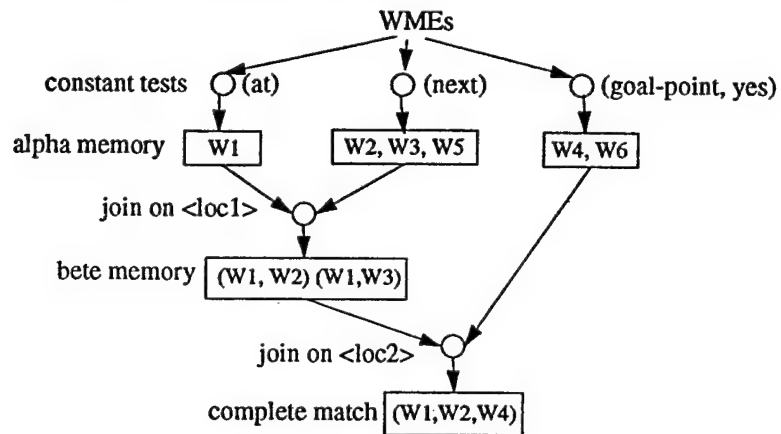 WMEs
constant tests (at) (next) (goal-point, yes)
alpha memory W1 W2, W3, W5 W4, W6
join on <loc1>
bete memory (W1, W2) (W1,W3)
join on <loc2>
complete match (W1,W2,W4)